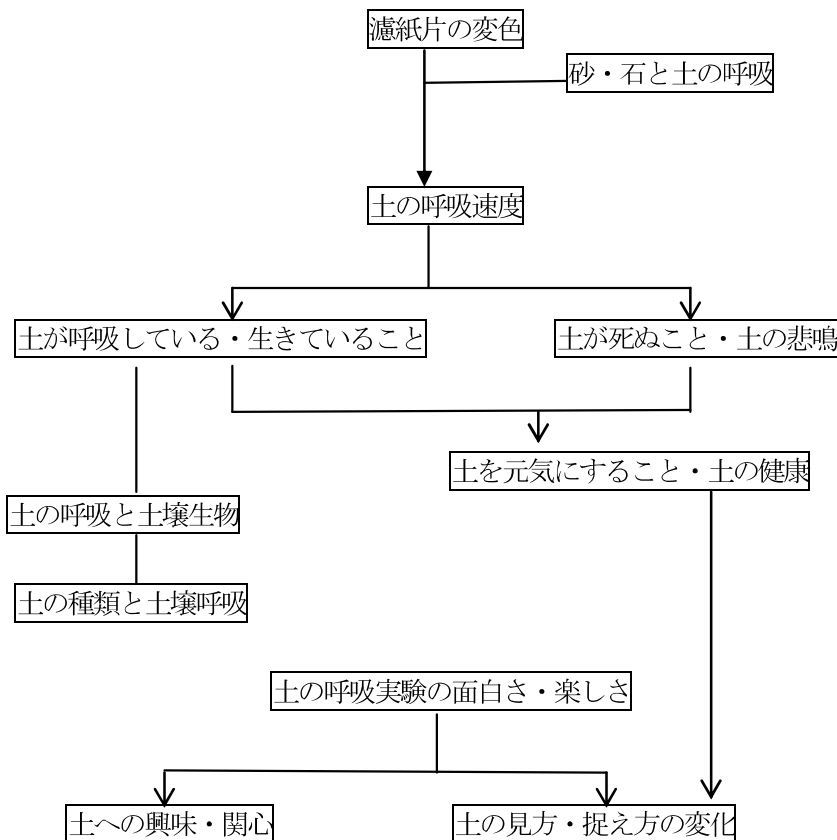 濾紙片の変色
砂・石と土の呼吸
土の呼吸速度
土が呼吸している・生きていること
土が死ぬこと・土の悲鳴
土を元気にすること・土の健康
土の呼吸と土壌生物
土の種類と土壌呼吸
土の呼吸実験の面白さ・楽しさ
土への興味・関心
土の見方・捉え方の変化